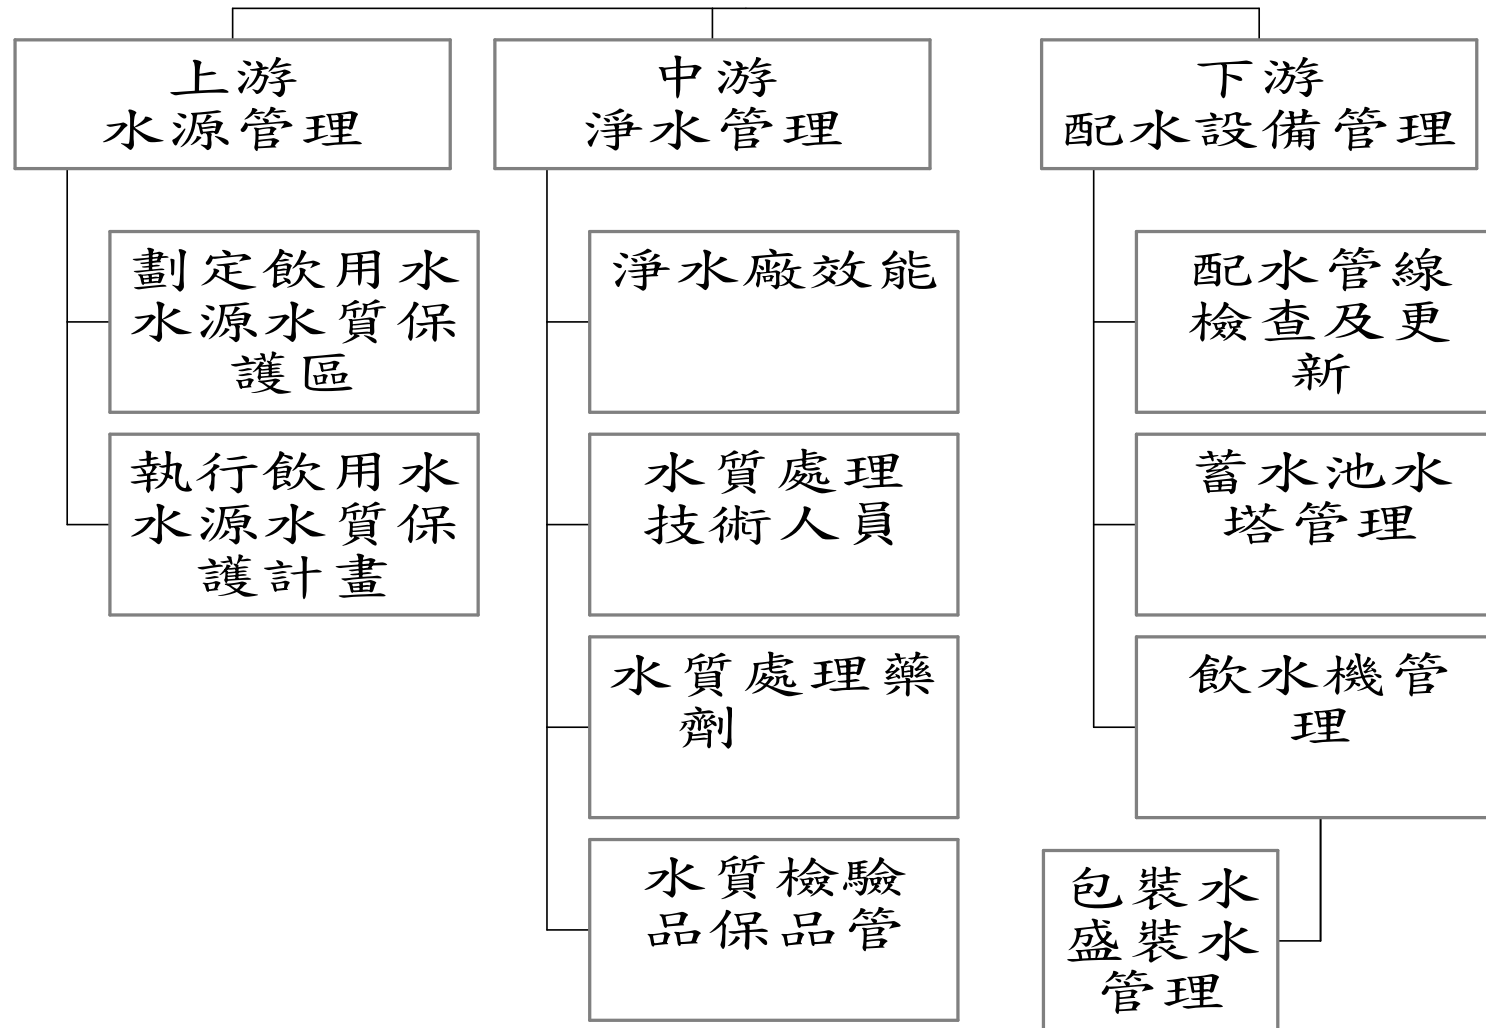 上游
水源管理
劃定飲用水
水源水質保
護區
執行飲用水
水源水質保
護計畫
中游
淨水管理
淨水廠效能
水質處理
技術人員
水質處理藥
劑
水質檢驗
品保品管
下游
配水設備管理
配水管線
檢查及更
新
蓄水池水
塔管理
飲水機管
理
包裝水
盛裝水
管理